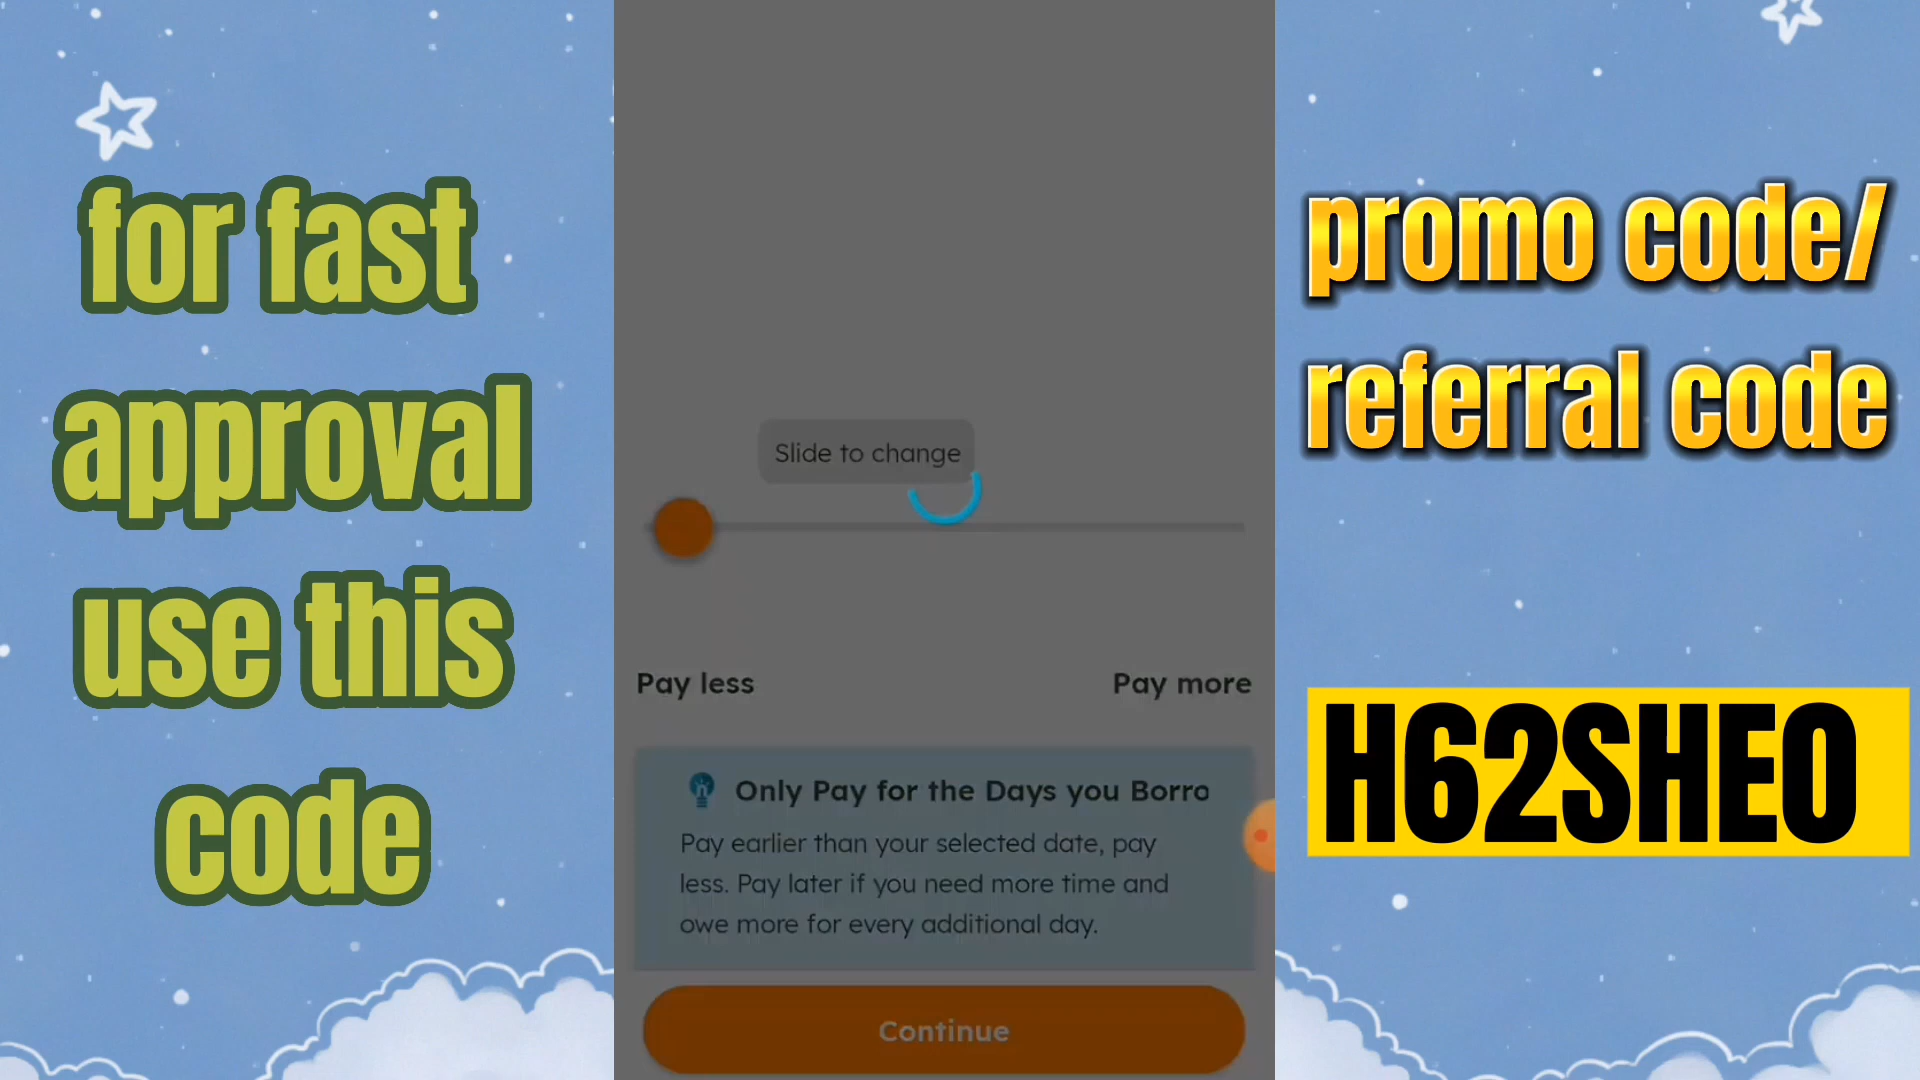 for fast
approval
use this
code
Slide to change
Pay less
Pay more
Only Pay for the Days you Borro
Pay earlier than your selected date, pay
less. Pay later if you need more time and
owe more for every additional day.
Continue
promo code/
referral code
H62SHEO